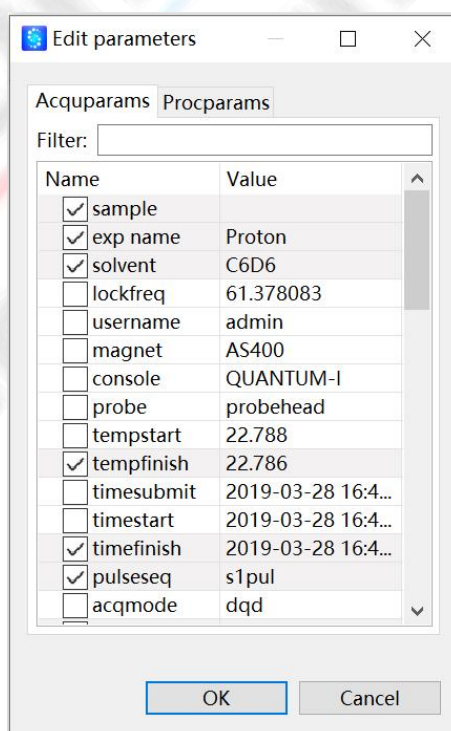 Edit parameters
Acquparams Procparams
Filter:
Name Value
sample
exp name Proton
solvent C6D6
lockfreq 61.378083
username admin
magnet AS400
console QUANTUM-I
probe probehead
tempstart 22.788
tempfinish 22.786
timesubmit 2019-03-28 16:4...
timestart 2019-03-28 16:4...
timefinish 2019-03-28 16:4...
pulseseq s1pul
acqmode dqd
OK Cancel